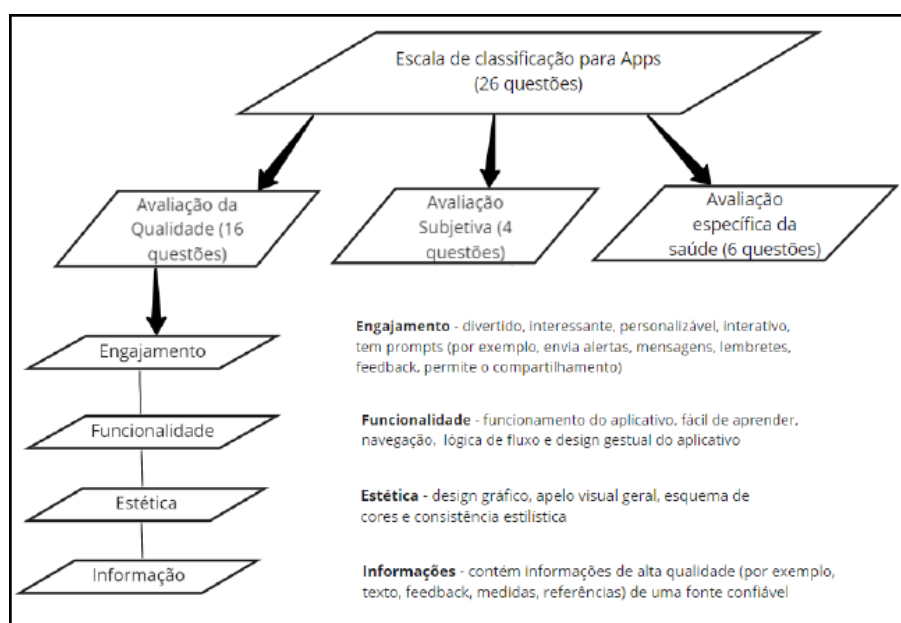 Escala de classificação para Apps
(26 questões)
Avaliação da
Qualidade (16
questões)
Avaliação
Subjetiva (4
questões)
Avaliação
específica da
saúde (6 questões)
Engajamento
Engajamento - divertido, interessante, personalizável, interativo,
tem prompts (por exemplo, envia alertas, mensagens, lembretes,
feedback, permite o compartilhamento)
Funcionalidade
Funcionalidade - funcionamento do aplicativo, fácil de aprender,
navegação, lógica de fluxo e design gestual do aplicativo
Estética
Estética - design gráfico, apelo visual geral, esquema de
cores e consistência estilística
Informação
Informações - contém informações de alta qualidade (por exemplo,
texto, feedback, medidas, referências) de uma fonte confiável